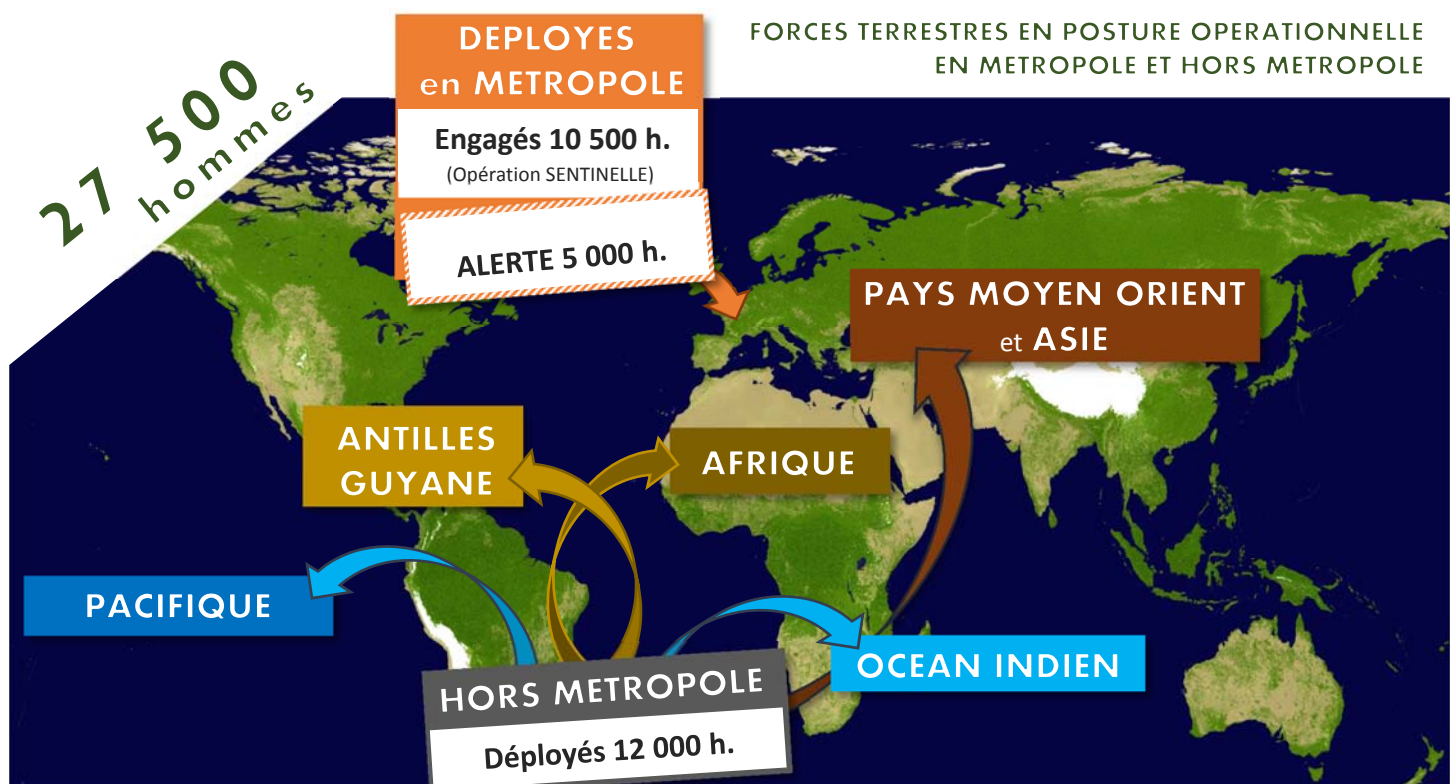 FORCES TERRESTRES EN POSTURE OPERATIONNELLE
EN METROPOLE ET HORS METROPOLE
27 500
hommes
DEPLOYES
en METROPOLE
Engagés 10 500 h.
(Opération SENTINELLE)
ALERTE 5 000 h.
PAYS MOYEN ORIENT
et ASIE
ANTILLES
GUYANE
AFRIQUE
PACIFIQUE
OCEAN INDIEN
HORS METROPOLE
Déployés 12 000 h.